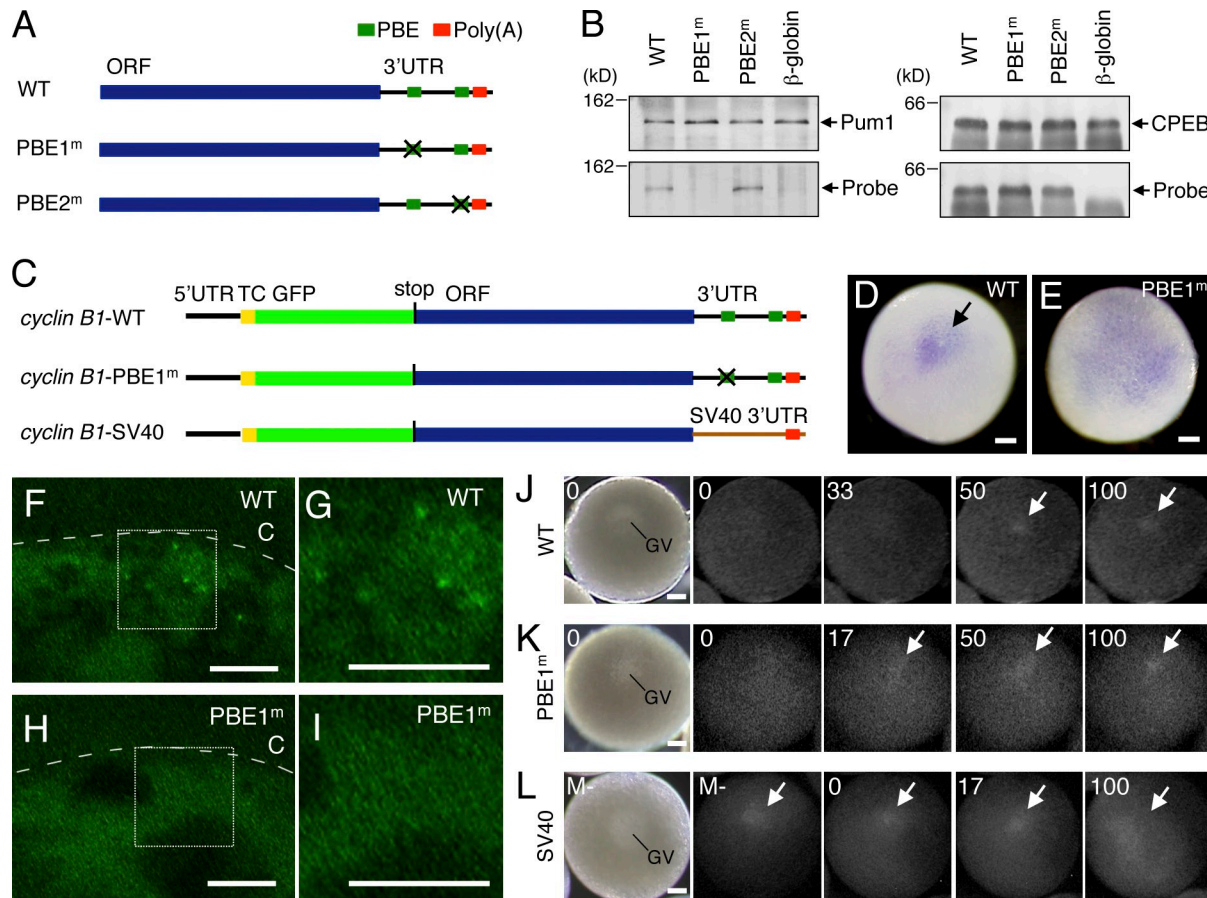 A
PBE Poly(A)
ORF 3’UTR
WT
PBE1m
PBE2m
B
WT PBE1m PBE2m β-globin
(kD)
162
Pum1
162
Probe
WT PBE1m PBE2m β-globin
(kD)
66
CPEB
66
Probe
C
5’UTR TC GFP stop ORF 3’UTR
cyclin B1-WT
cyclin B1-PBE1m
SV40 3’UTR
cyclin B1-SV40
D WT
E PBE1m
F WT
C
G WT
H PBE1m
C
I PBE1m
J
WT
0 0 33 50 100
GV
K
PBE1m
0 0 17 50 100
GV
L
SV40
M- M- 0 17 100
GV